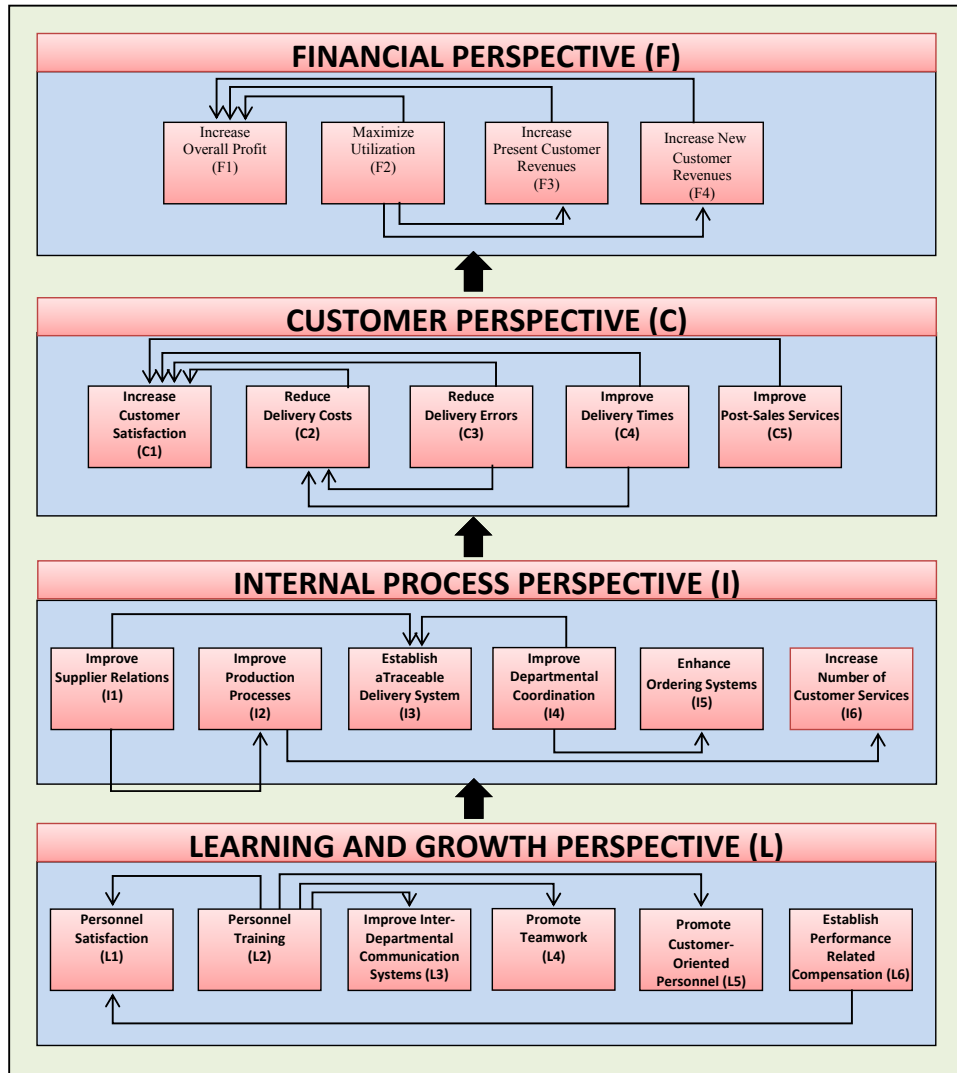 FINANCIAL PERSPECTIVE (F)
Increase
Overall Profit
(F1)
Maximize
Utilization
(F2)
Increase
Present Customer
Revenues
(F3)
Increase New
Customer
Revenues
(F4)
CUSTOMER PERSPECTIVE (C)
Increase
Customer
Satisfaction
(C1)
Reduce
Delivery Costs
(C2)
Reduce
Delivery Errors
(C3)
Improve
Delivery Times
(C4)
Improve
Post-Sales Services
(C5)
INTERNAL PROCESS PERSPECTIVE (I)
Improve
Supplier Relations
(I1)
Improve
Production
Processes
(I2)
Establish
aTraceable
Delivery System
(I3)
Improve
Departmental
Coordination
(I4)
Enhance
Ordering Systems
(I5)
Increase
Number of
Customer Services
(I6)
LEARNING AND GROWTH PERSPECTIVE (L)
Personnel
Satisfaction
(L1)
Personnel
Training
(L2)
Improve Inter-
Departmental
Communication
Systems (L3)
Promote
Teamwork
(L4)
Promote
Customer-
Oriented
Personnel (L5)
Establish
Performance
Related
Compensation (L6)